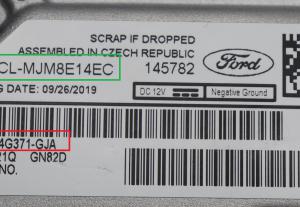 SCRAP IF DROPPED
ASSEMBLED IN CZECH REPUBLIC
CL-MJM8E14EC 145782
Ford
G DATE: 09/26/2019
DC 12V Negative Ground
4G371-GJA
21Q GN82D
NO.